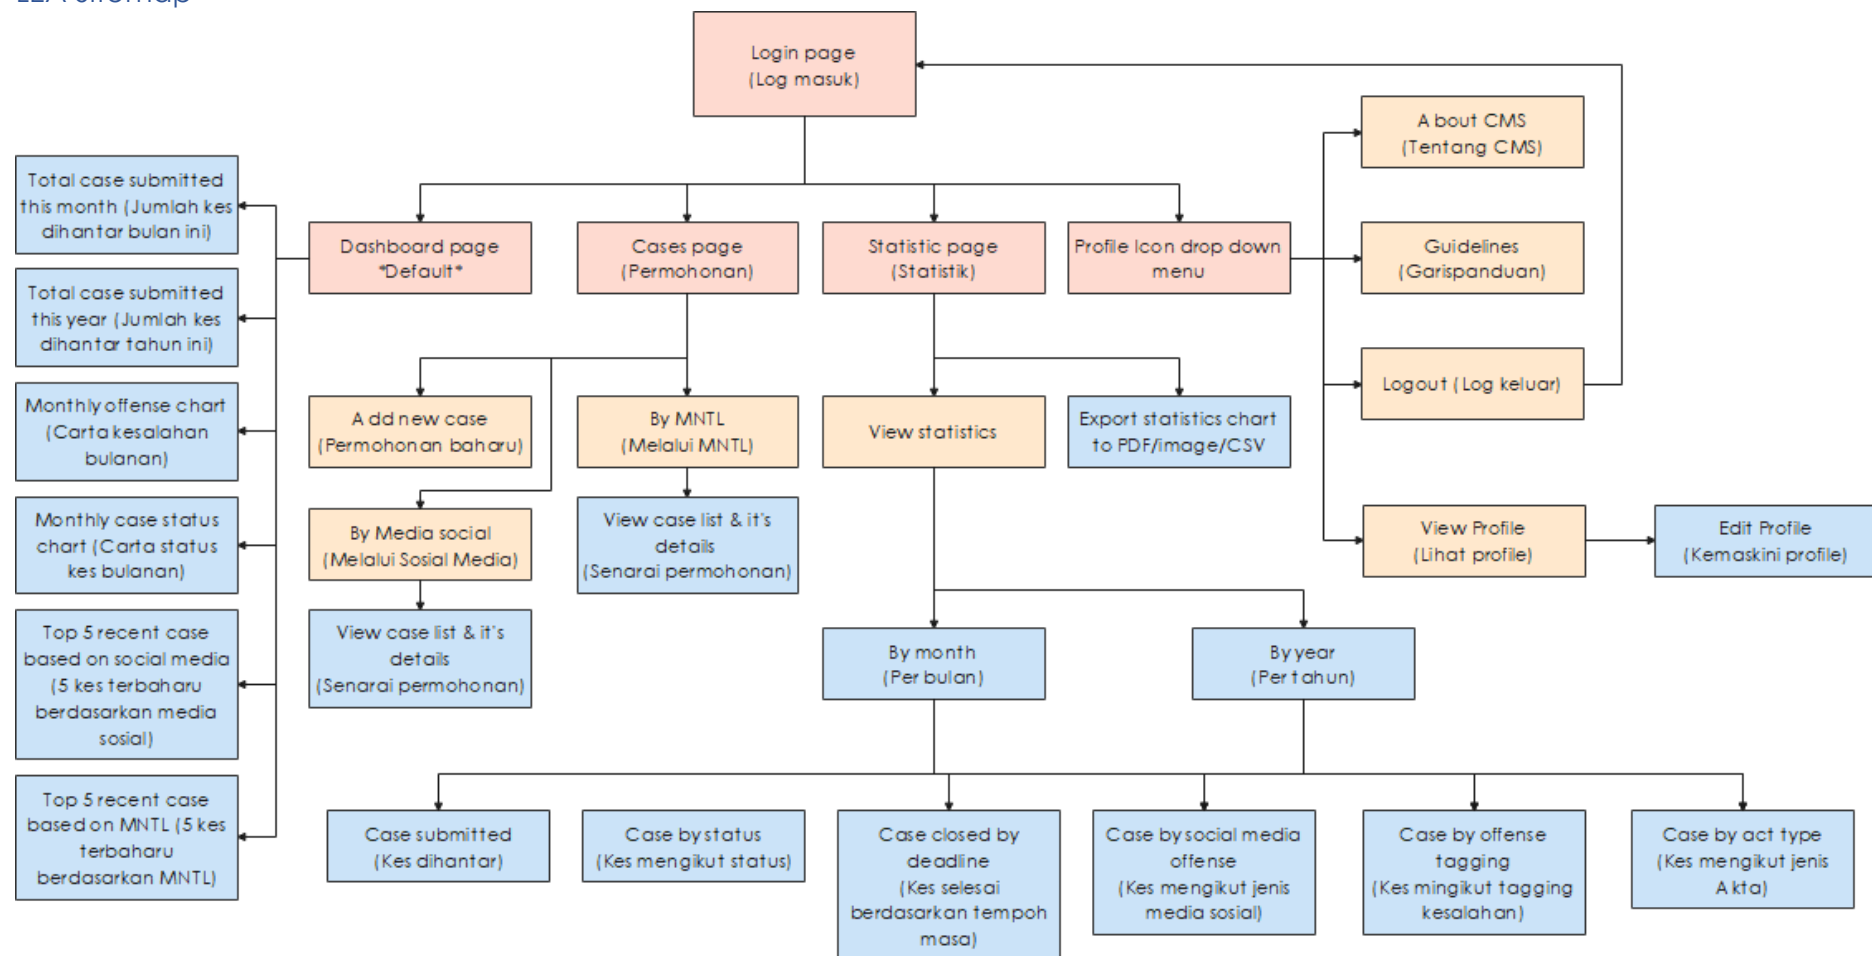 LEA sitemap
Login page
(Log masuk)
About CMS
(Tentang CMS)
Total case submitted
this month (Jumlah kes
dihantar bulan ini)
Dashboard page
*Default*
Cases page
(Permohonan)
Statistic page
(Statistik)
Profile Icon drop down
menu
Guidelines
(Garispanduan)
Total case submitted
this year (Jumlah kes
dihantar tahun ini)
Logout (Log keluar)
Monthly offense chart
(Carta kesalahan
bulanan)
Add new case
(Permohonan baharu)
By MNTL
(Melalui MNTL)
View statistics
Export statistics chart
to PDF/image/CSV
Monthly case status
chart (Carta status
kes bulanan)
By Media social
(Melalui Sosial Media)
View case list & it's
details
(Senarai permohonan)
View Profile
(Lihat profile)
Edit Profile
(Kemaskini profile)
Top 5 recent case
based on social media
(5 kes terbaharu
berdasarkan media
sosial)
View case list & it's
details
(Senarai permohonan)
By month
(Perbulan)
By year
(Pertahun)
Top 5 recent case
based on MNTL (5 kes
terbaharu
berdasarkan MNTL)
Case submitted
(Kes dihantar)
Case by status
(Kes mengikut status)
Case closed by
deadline
(Kes selesai
berdasarkan tempoh
masa)
Case by social media
offense
(Kes mengikut jenis
media sosial)
Case by offense
tagging
(Kes mingikut tagging
kesalahan)
Case by act type
(Kes mengikut jenis
Akta)